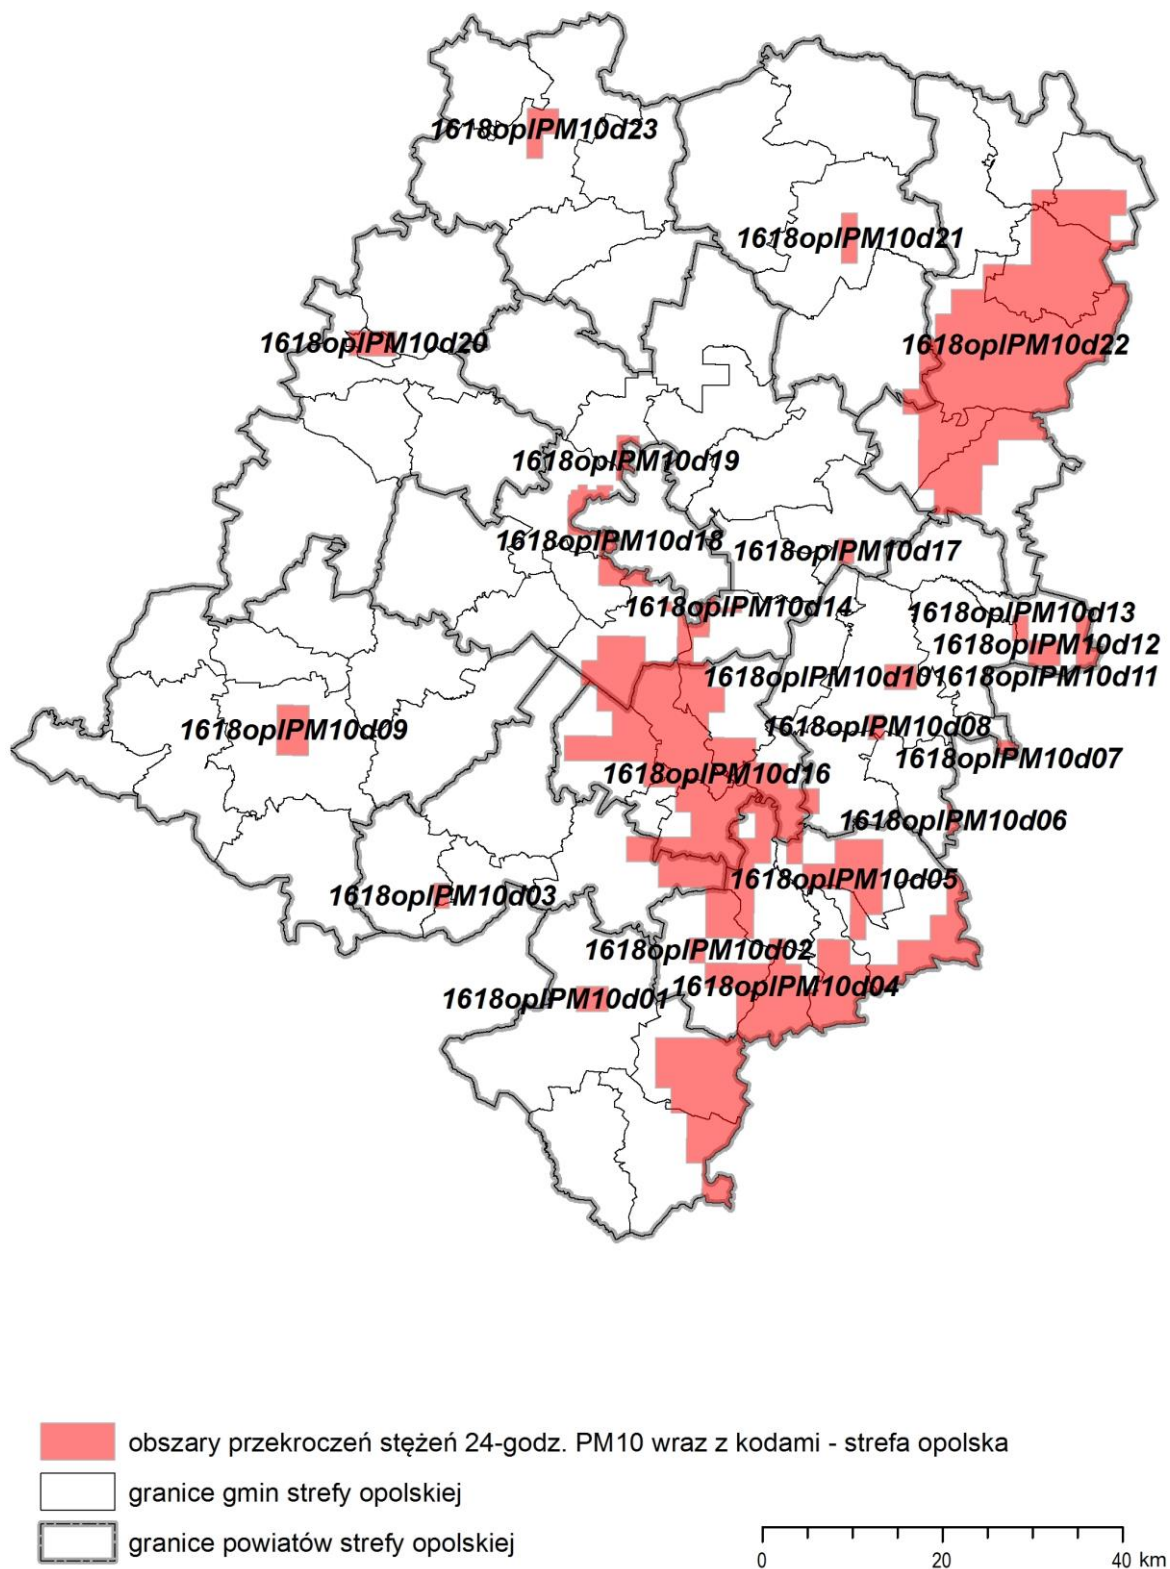 1618oplPM10d23
1618oplPM10d21
1618oplPM10d20
1618oplPM10d22
1618oplPM10d19
1618oplPM10d18
1618oplPM10d17
1618oplPM10d14
1618oplPM10d13
1618oplPM10d12
1618oplPM10d10
1618oplPM10d11
1618oplPM10d09
1618oplPM10d08
1618oplPM10d07
1618oplPM10d16
1618oplPM10d06
1618oplPM10d05
1618oplPM10d03
1618oplPM10d02
1618oplPM10d04
1618oplPM10d01
obszary przekroczeń stężeń 24-godz. PM10 wraz z kodami - strefa opolska
granice gmin strefy opolskiej
granice powiatów strefy opolskiej
0 20 40 km